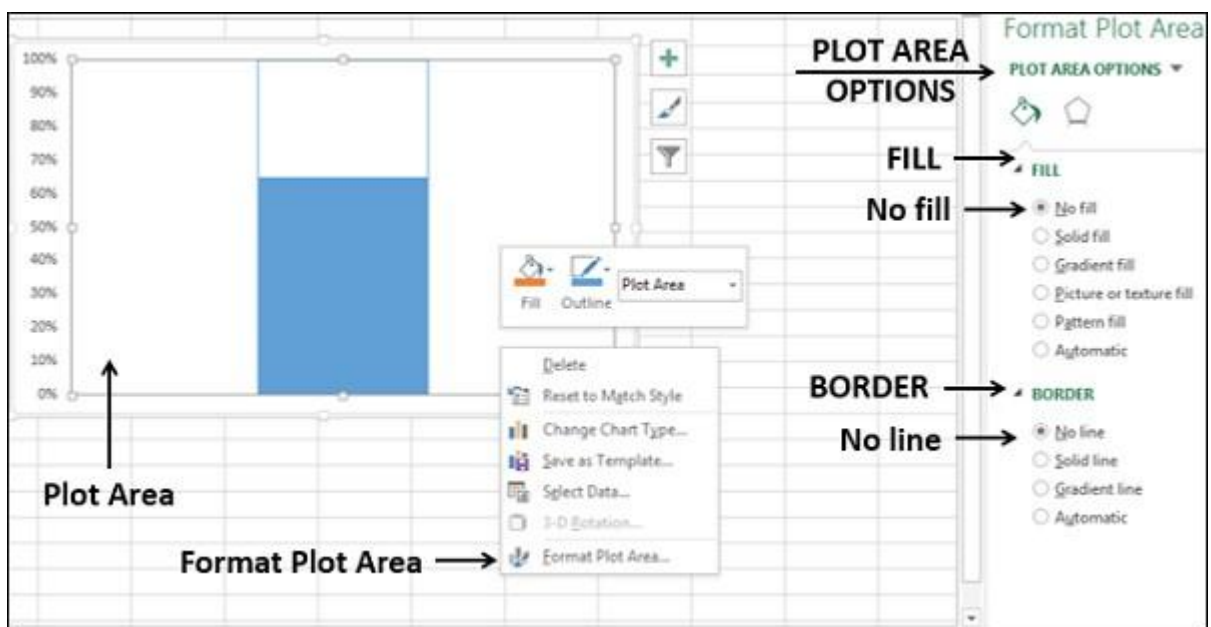 100%
90%
80%
70%
60%
50%
40%
30%
20%
10%
0%
Plot Area
Fill
Outline
Plot Area
Delete
Reset to Match Style
Change Chart Type...
Save as Template...
Select Data...
3-D Rotation...
Format Plot Area...
Format Plot Area
PLOT AREA
OPTIONS
FILL
No fill
BORDER
No line
Format Plot Area
PLOT AREA OPTIONS
FILL
No fill
Solid fill
Gradient fill
Picture or texture fill
Pattern fill
Automatic
BORDER
No line
Solid line
Gradient line
Automatic